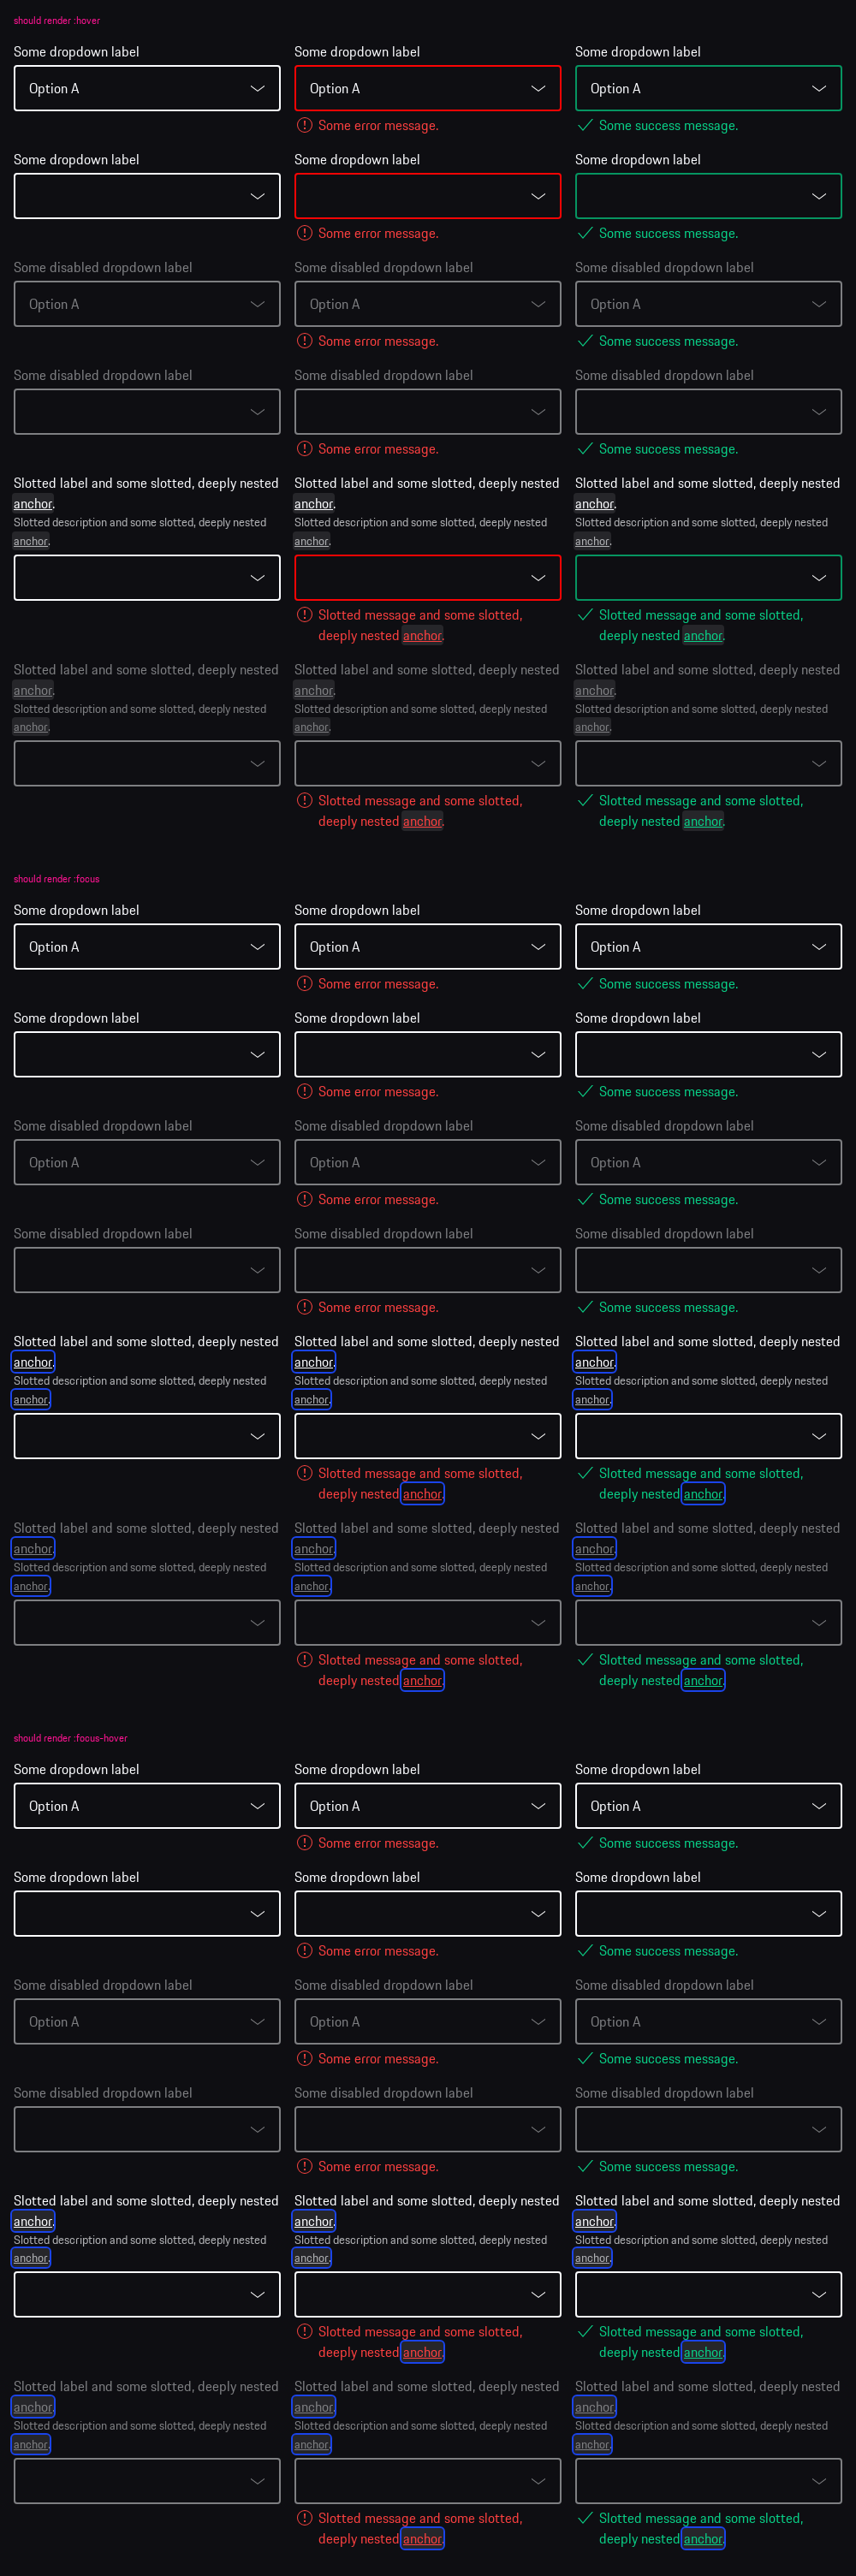 should render :hover
Some dropdown label Some dropdown label Some dropdown label
Option A Option A Option A
Some error message. Some success message.
Some dropdown label Some dropdown label Some dropdown label
Some error message. Some success message.
Some disabled dropdown label Some disabled dropdown label Some disabled dropdown label
Option A Option A Option A
Some error message. Some success message.
Some disabled dropdown label Some disabled dropdown label Some disabled dropdown label
Some error message. Some success message.
Slotted label and some slotted, deeply nested Slotted label and some slotted, deeply nested Slotted label and some slotted, deeply nested
anchor. anchor. anchor.
Slotted description and some slotted, deeply nested Slotted description and some slotted, deeply nested Slotted description and some slotted, deeply nested
anchor. anchor. anchor.
Slotted message and some slotted, Slotted message and some slotted,
deeply nested anchor. deeply nested anchor.
Slotted label and some slotted, deeply nested Slotted label and some slotted, deeply nested Slotted label and some slotted, deeply nested
anchor. anchor. anchor.
Slotted description and some slotted, deeply nested Slotted description and some slotted, deeply nested Slotted description and some slotted, deeply nested
anchor. anchor. anchor.
Slotted message and some slotted, Slotted message and some slotted,
deeply nested anchor. deeply nested anchor.
should render :focus
Some dropdown label Some dropdown label Some dropdown label
Option A Option A Option A
Some error message. Some success message.
Some dropdown label Some dropdown label Some dropdown label
Some error message. Some success message.
Some disabled dropdown label Some disabled dropdown label Some disabled dropdown label
Option A Option A Option A
Some error message. Some success message.
Some disabled dropdown label Some disabled dropdown label Some disabled dropdown label
Some error message. Some success message.
Slotted label and some slotted, deeply nested Slotted label and some slotted, deeply nested Slotted label and some slotted, deeply nested
anchor. anchor. anchor.
Slotted description and some slotted, deeply nested Slotted description and some slotted, deeply nested Slotted description and some slotted, deeply nested
anchor. anchor. anchor.
Slotted message and some slotted, Slotted message and some slotted,
deeply nested anchor. deeply nested anchor.
Slotted label and some slotted, deeply nested Slotted label and some slotted, deeply nested Slotted label and some slotted, deeply nested
anchor. anchor. anchor.
Slotted description and some slotted, deeply nested Slotted description and some slotted, deeply nested Slotted description and some slotted, deeply nested
anchor. anchor. anchor.
Slotted message and some slotted, Slotted message and some slotted,
deeply nested anchor. deeply nested anchor.
should render :focus-hover
Some dropdown label Some dropdown label Some dropdown label
Option A Option A Option A
Some error message. Some success message.
Some dropdown label Some dropdown label Some dropdown label
Some error message. Some success message.
Some disabled dropdown label Some disabled dropdown label Some disabled dropdown label
Option A Option A Option A
Some error message. Some success message.
Some disabled dropdown label Some disabled dropdown label Some disabled dropdown label
Some error message. Some success message.
Slotted label and some slotted, deeply nested Slotted label and some slotted, deeply nested Slotted label and some slotted, deeply nested
anchor. anchor. anchor.
Slotted description and some slotted, deeply nested Slotted description and some slotted, deeply nested Slotted description and some slotted, deeply nested
anchor. anchor. anchor.
Slotted message and some slotted, Slotted message and some slotted,
deeply nested anchor. deeply nested anchor.
Slotted label and some slotted, deeply nested Slotted label and some slotted, deeply nested Slotted label and some slotted, deeply nested
anchor. anchor. anchor.
Slotted description and some slotted, deeply nested Slotted description and some slotted, deeply nested Slotted description and some slotted, deeply nested
anchor. anchor. anchor.
Slotted message and some slotted, Slotted message and some slotted,
deeply nested anchor. deeply nested anchor.